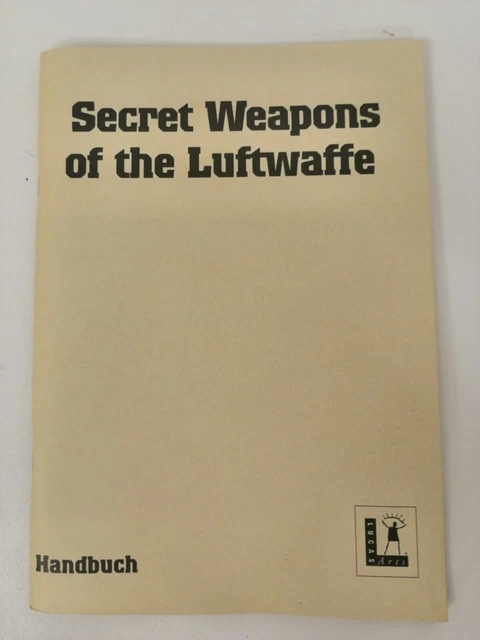 Secret Weapons
of the Luftwaffe
Handbuch
LUCAS
Arts